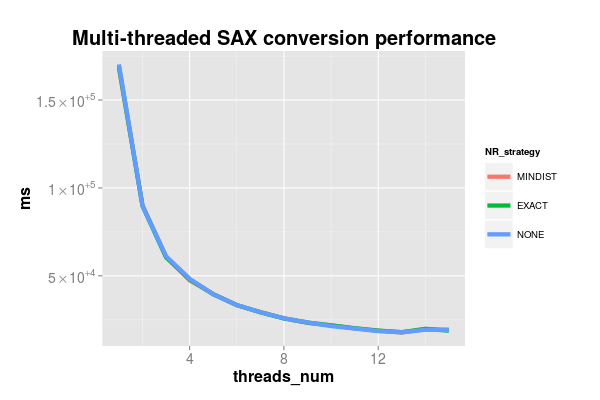 Multi-threaded SAX conversion performance
1.5×10⁺⁵
1×10⁺⁵
5×10⁺⁴
ms
4 8 12
threads_num
NR_strategy
MINDIST
EXACT
NONE